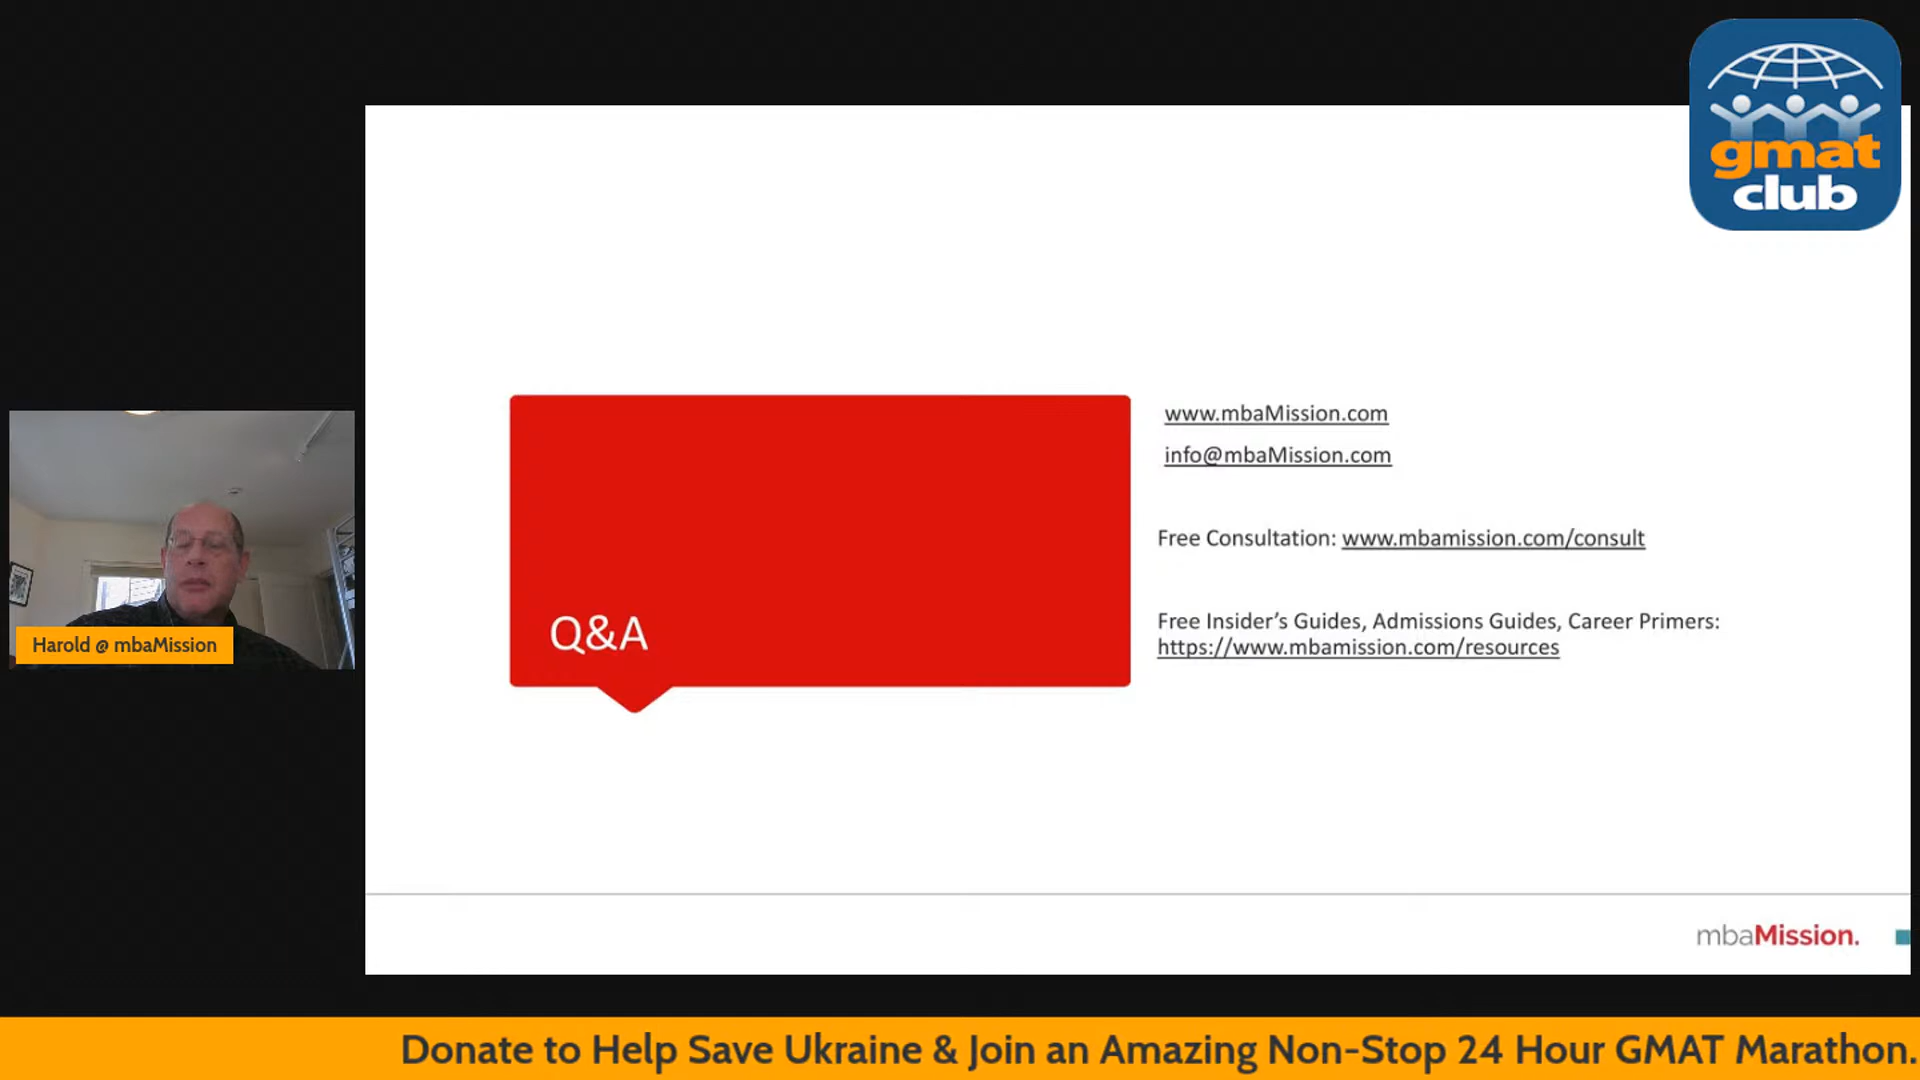 gmat
club
www.mbaMission.com
info@mbaMission.com
Free Consultation: www.mbamission.com/consult
Q&A
Free Insider’s Guides, Admissions Guides, Career Primers:
https://www.mbamission.com/resources
Harold @ mbaMission
mbaMission.
Donate to Help Save Ukraine & Join an Amazing Non-Stop 24 Hour GMAT Marathon.